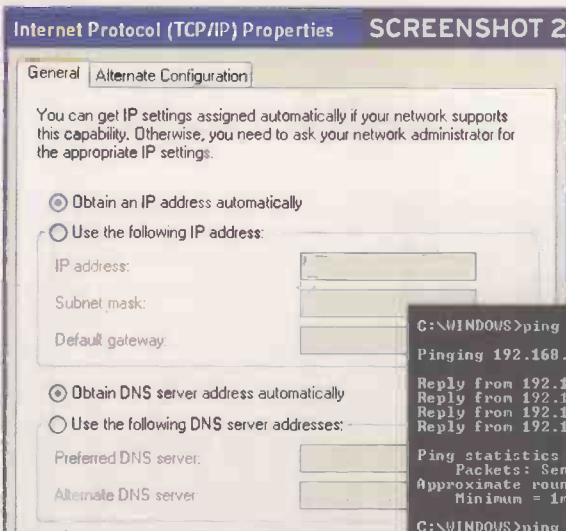 Internet Protocol (TCP/IP) Properties
SCREENSHOT 2
General
Alternate Configuration
You can get IP settings assigned automatically if your network supports
this capability. Otherwise, you need to ask your network administrator for
the appropriate IP settings.
Obtain an IP address automatically
Use the following IP address:
IP address:
Subnet mask:
Default gateway:
Obtain DNS server address automatically
Use the following DNS server addresses:
Preferred DNS server:
Alternate DNS server
C:\WINDOWS>ping
Pinging 192.168.
Reply from 192.1
Reply from 192.1
Reply from 192.1
Reply from 192.1
Ping statistics
Packets: Sen
Approximate roun
Minimum = 1m
C:\WINDOWS>ping